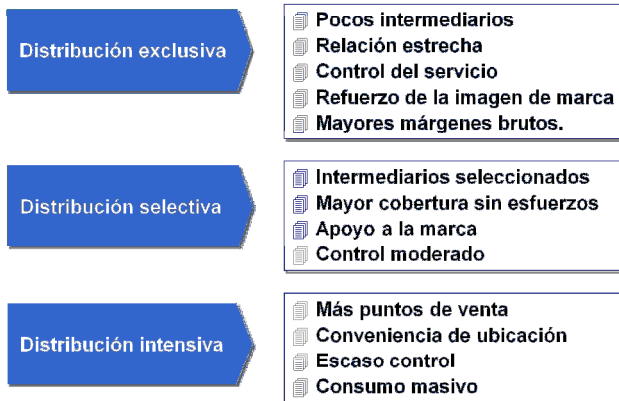 Distribución exclusiva
Pocos intermediarios
Relación estrecha
Control del servicio
Refuerzo de la imagen de marca
Mayores márgenes brutos.
Distribución selectiva
Intermediarios seleccionados
Mayor cobertura sin esfuerzos
Apoyo a la marca
Control moderado
Distribución intensiva
Más puntos de venta
Conveniencia de ubicación
Escaso control
Consumo masivo